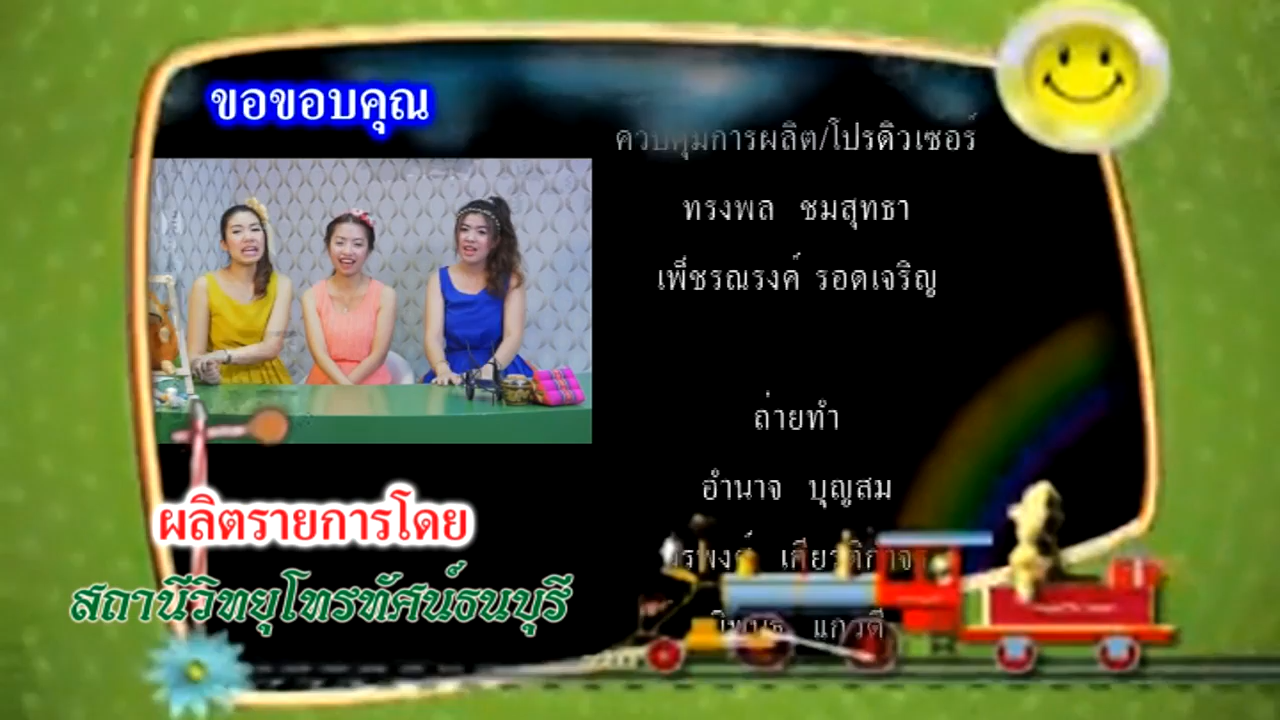 ขอขอบคุณ
ควบคุมการผลิต/โปรดิวเซอร์
ทรงพล ชมสุทธา
เพ็ชรณรงค์ รอดเจริญ
ถ่ายทำ
อำนาจ บุญสม
แก้วดี
ผลิตรายการโดย
สถานีวิทยุโทรทัศน์ธนบุรี